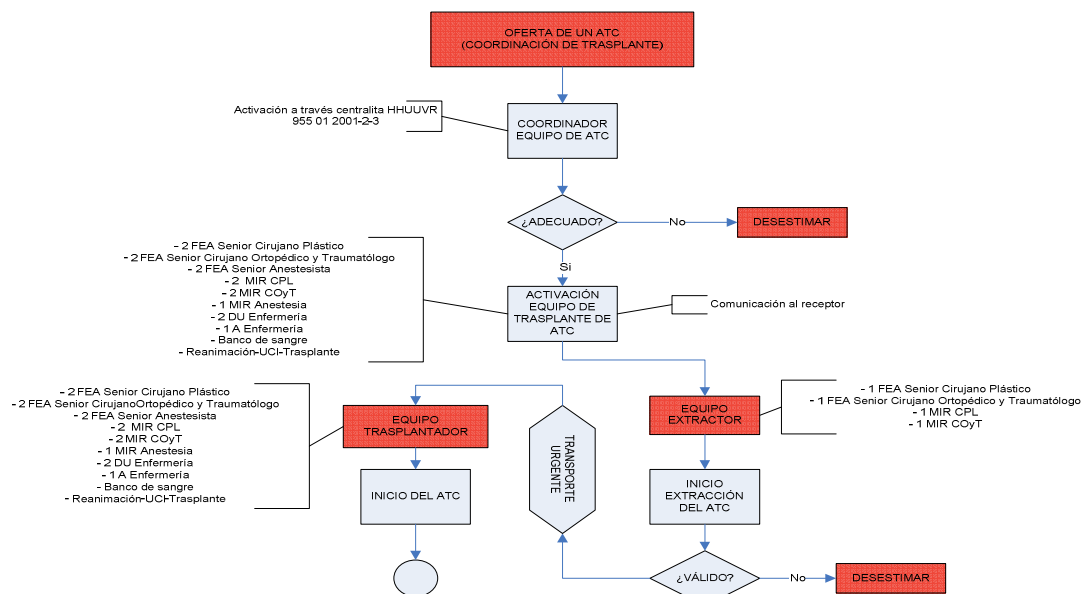 OFERTA DE UN ATC
(COORDINACIÓN DE TRASPLANTE)
Activación a través centralita HHUUVR
955 01 2001-2-3
COORDINADOR
EQUIPO DE ATC
¿ADECUADO?
No
DESESTIMAR
Si
- 2 FEA Senior Cirujano Plástico
- 2 FEA Senior Cirujano Ortopédico y Traumatólogo
- 2 FEA Senior Anestesista
- 2 MIR CPL
- 2 MIR COyT
- 1 MIR Anestesia
- 2 DU Enfermería
- 1 A Enfermería
- Banco de sangre
- Reanimación-UCI-Trasplante
ACTIVACIÓN
EQUIPO DE
TRASPLANTE DE
ATC
Comunicación al receptor
- 2 FEA Senior Cirujano Plástico
- 2 FEA Senior CirujanoOrtopédico y Traumatólogo
- 2 FEA Senior Anestesista
- 2 MIR CPL
- 2 MIR COyT
- 1 MIR Anestesia
- 2 DU Enfermería
- 1 A Enfermería
- Banco de sangre
- Reanimación-UCI-Trasplante
EQUIPO
TRASPLANTADOR
INICIO DEL ATC
TRANSPORTE
URGENTE
EQUIPO
EXTRACTOR
- 1 FEA Senior Cirujano Plástico
- 1 FEA Senior Cirujano Ortopédico y Traumatólogo
- 1 MIR CPL
- 1 MIR COyT
INICIO
EXTRACCIÓN
DEL ATC
¿VÁLIDO?
No
DESESTIMAR